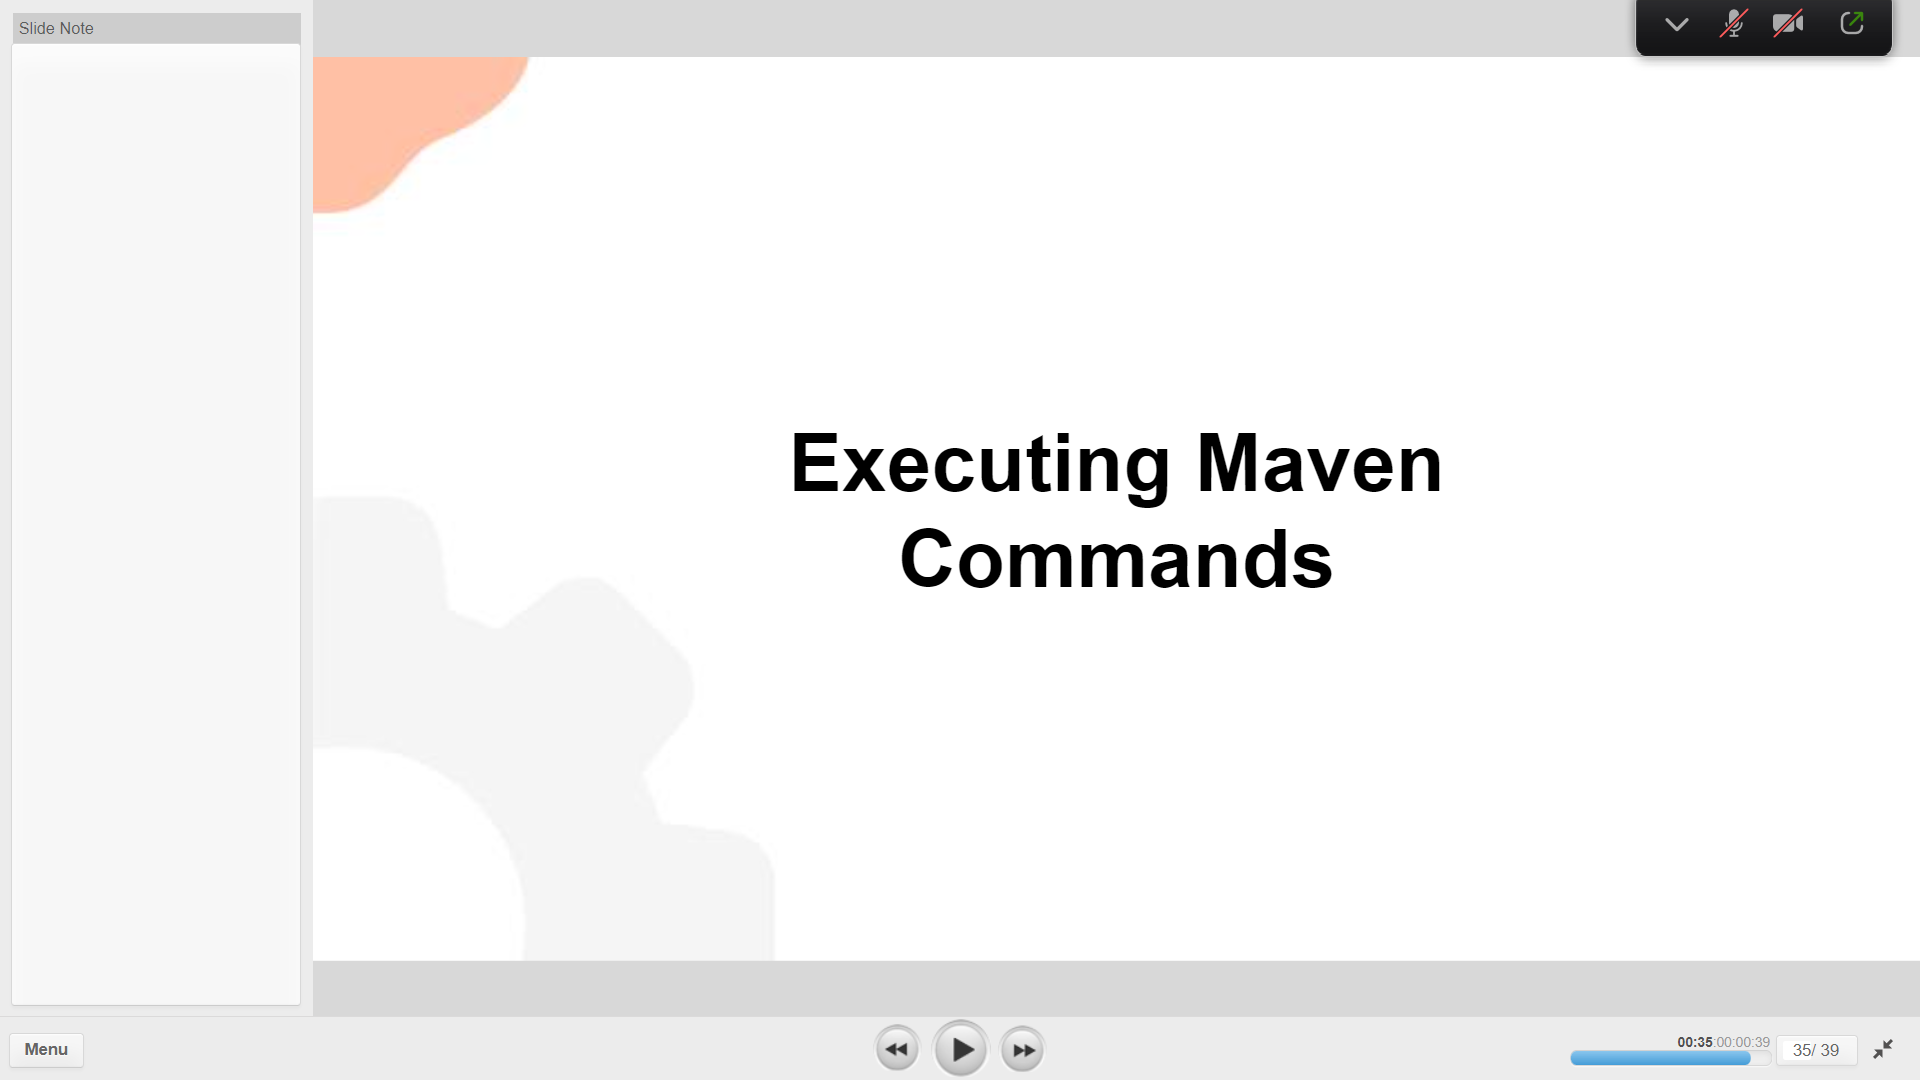 Slide Note
Executing Maven
Commands
Menu
00:35:00:00:39
35/ 39